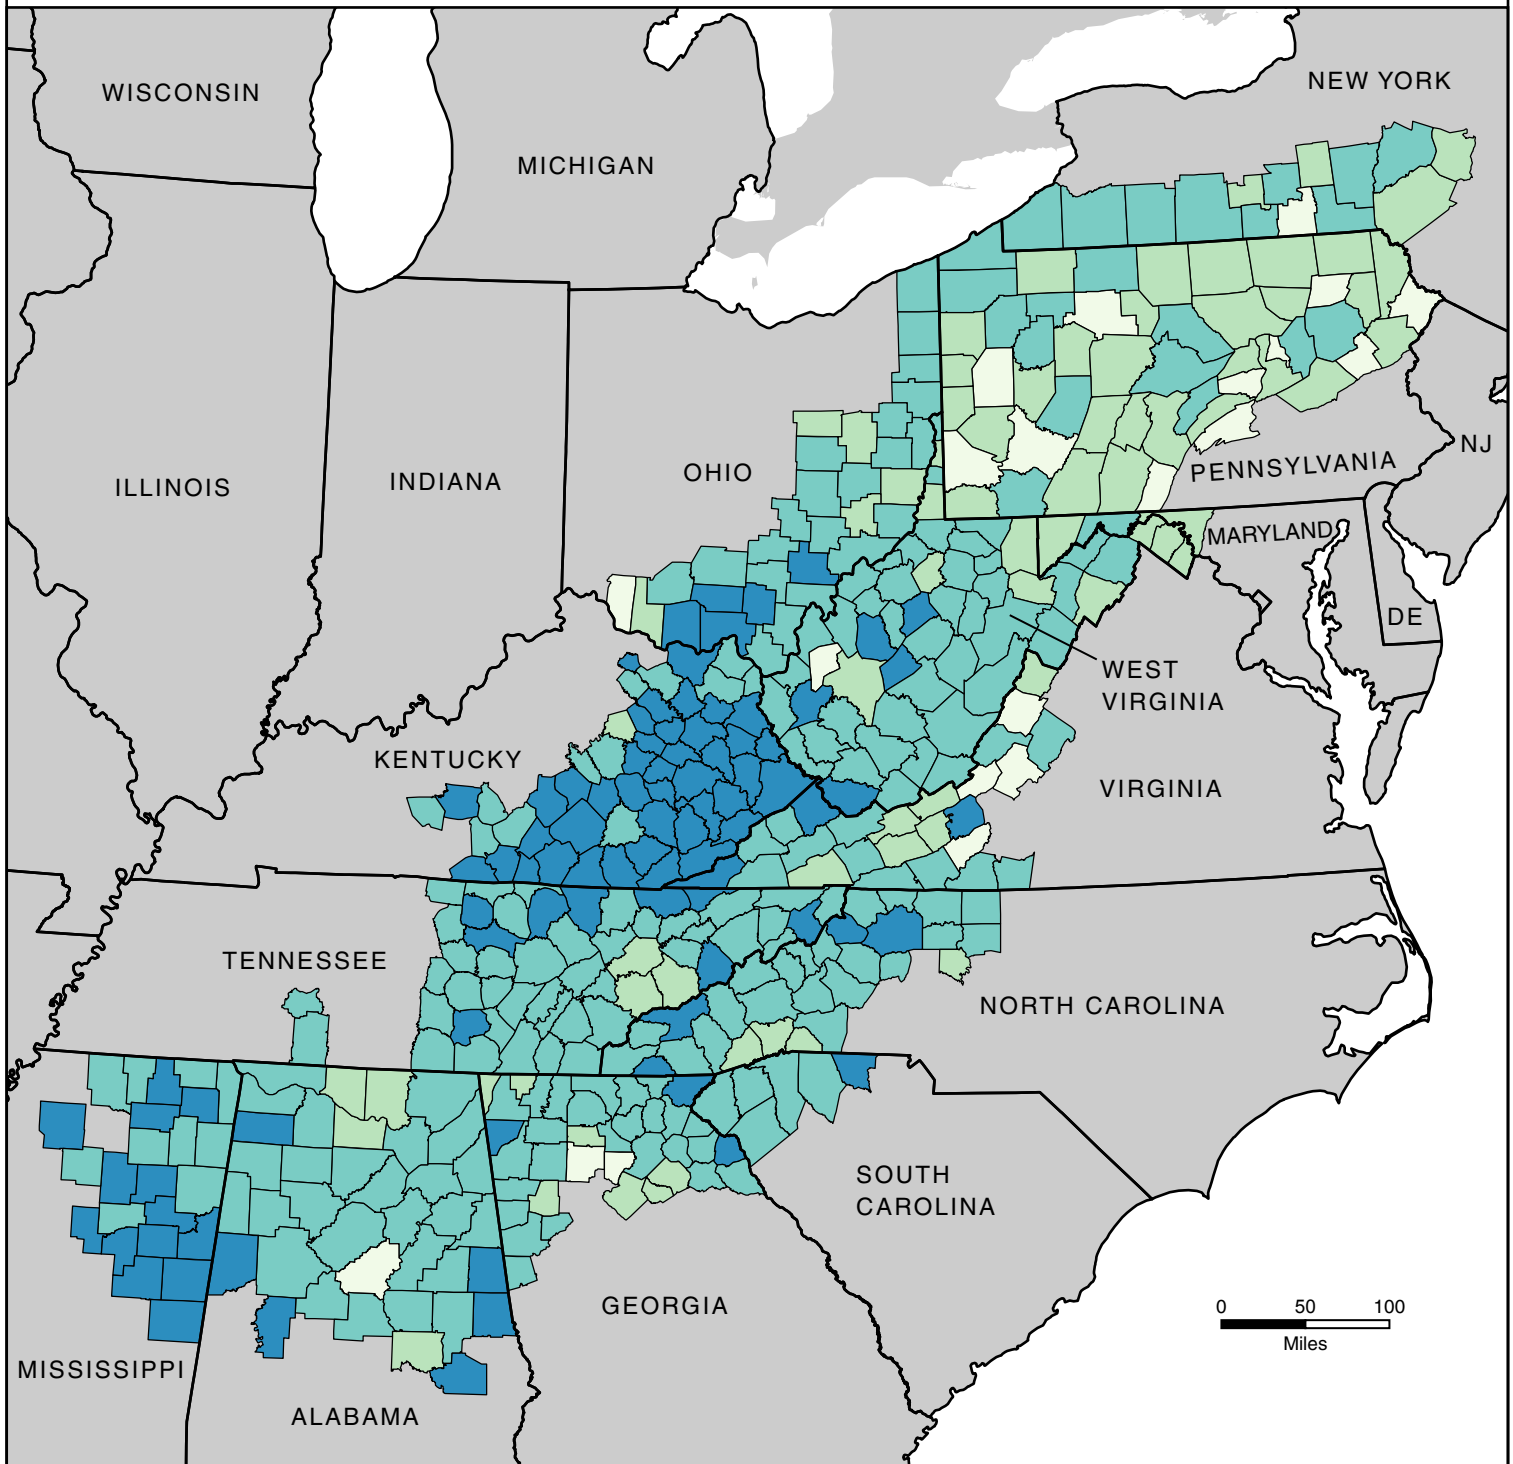 WISCONSIN
NEW YORK
MICHIGAN
ILLINOIS
INDIANA
OHIO
PENNSYLVANIA
NJ
MARYLAND
DE
WEST
VIRGINIA
KENTUCKY
VIRGINIA
TENNESSEE
NORTH CAROLINA
SOUTH
CAROLINA
GEORGIA
0 50 100
Miles
MISSISSIPPI
ALABAMA